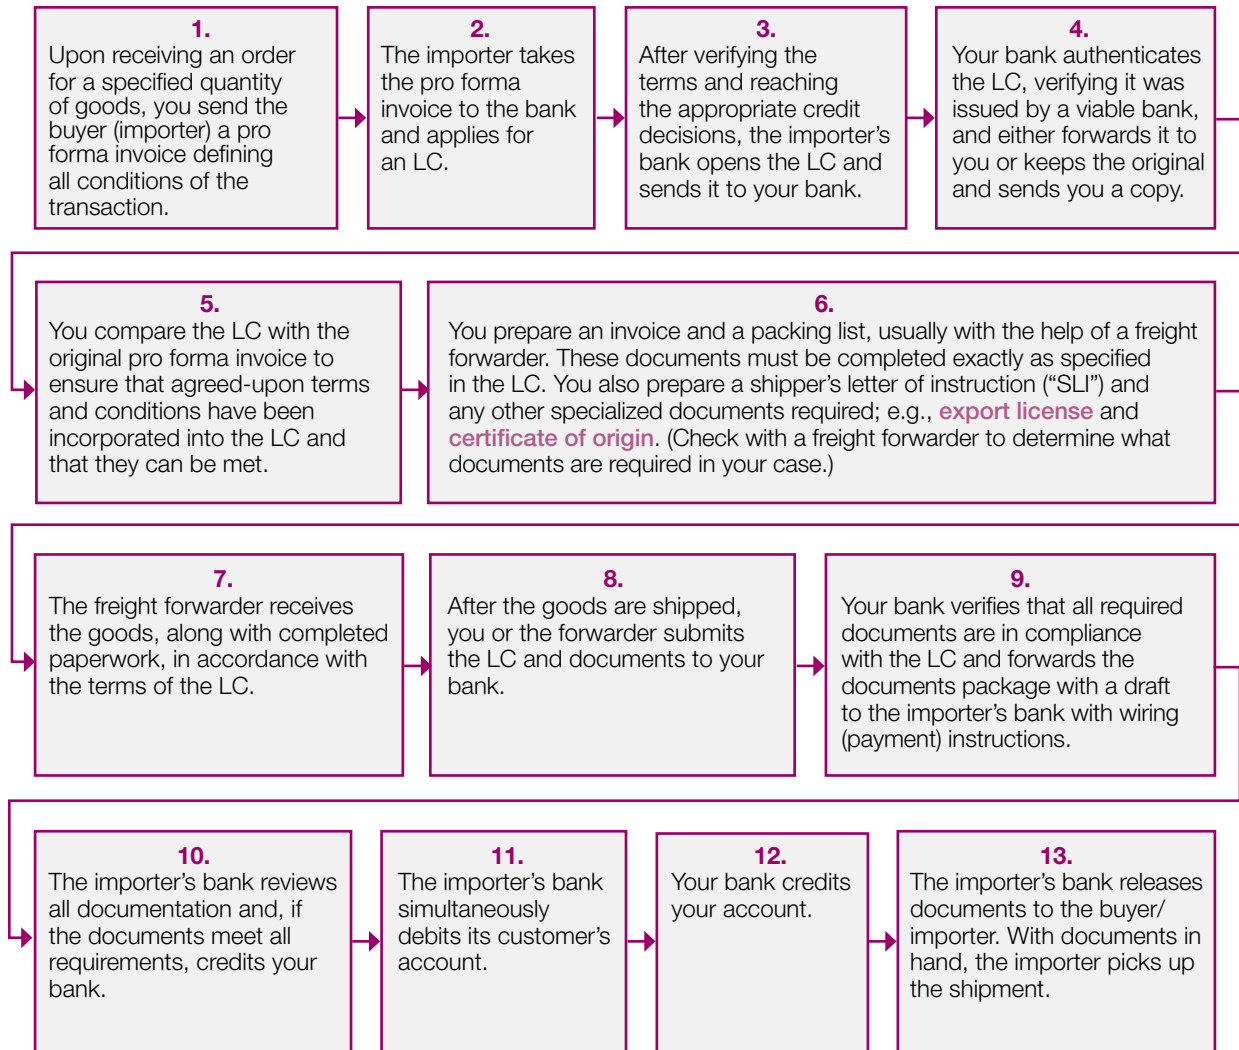 1.
Upon receiving an order
for a specified quantity
of goods, you send the
buyer (importer) a pro
forma invoice defining
all conditions of the
transaction.
2.
The importer takes
the pro forma
invoice to the bank
and applies for
an LC.
3.
After verifying the
terms and reaching
the appropriate credit
decisions, the importer’s
bank opens the LC and
sends it to your bank.
4.
Your bank authenticates
the LC, verifying it was
issued by a viable bank,
and either forwards it to
you or keeps the original
and sends you a copy.
5.
You compare the LC with the
original pro forma invoice to
ensure that agreed-upon terms
and conditions have been
incorporated into the LC and
that they can be met.
6.
You prepare an invoice and a packing list, usually with the help of a freight
forwarder. These documents must be completed exactly as specified
in the LC. You also prepare a shipper’s letter of instruction (“SLI”) and
any other specialized documents required; e.g., export license and
certificate of origin. (Check with a freight forwarder to determine what
documents are required in your case.)
7.
The freight forwarder receives
the goods, along with completed
paperwork, in accordance with
the terms of the LC.
8.
After the goods are shipped,
you or the forwarder submits
the LC and documents to your
bank.
9.
Your bank verifies that all required
documents are in compliance
with the LC and forwards the
documents package with a draft
to the importer’s bank with wiring
(payment) instructions.
10.
The importer’s bank reviews
all documentation and, if
the documents meet all
requirements, credits your
bank.
11.
The importer’s bank
simultaneously
debits its customer’s
account.
12.
Your bank credits
your account.
13.
The importer’s bank releases
documents to the buyer/
importer. With documents in
hand, the importer picks up
the shipment.